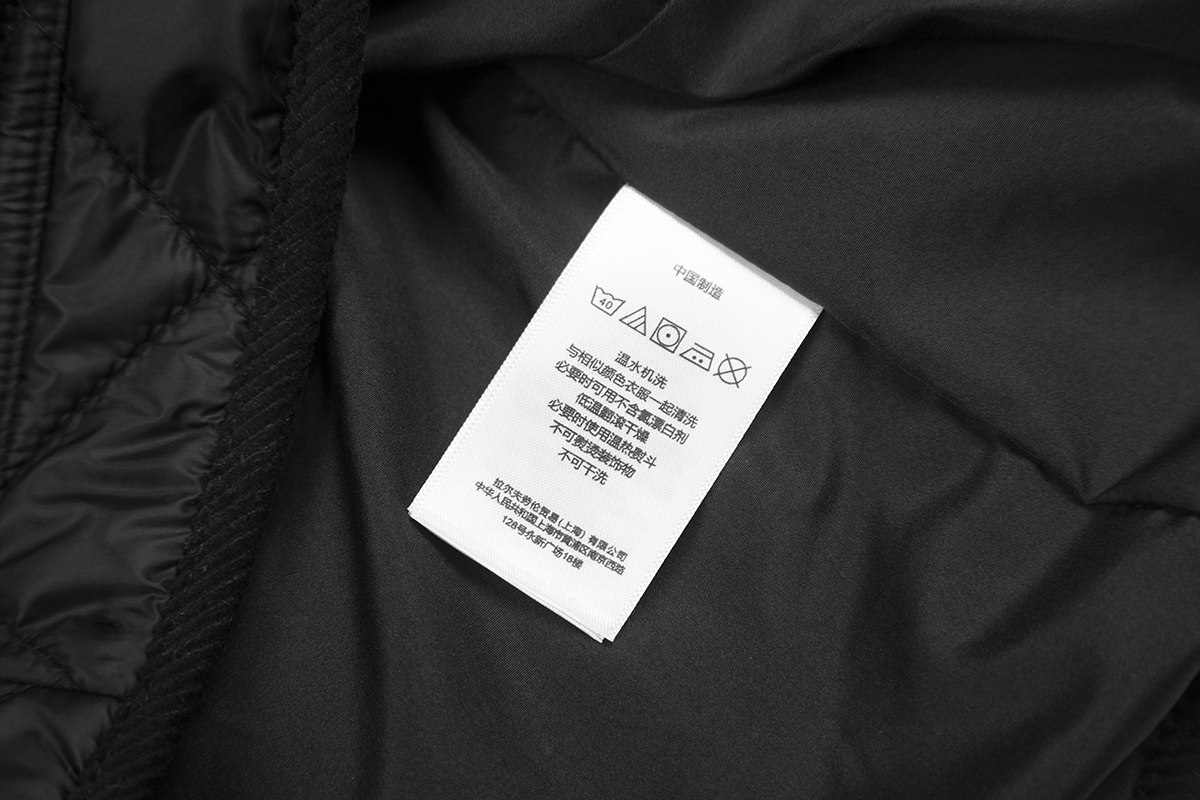 中国制造
40
温水机洗
与相似颜色衣服一起清洗
必要时可用不含氯漂白剂
低温翻滚干燥
必要时使用温热熨斗
不可熨烫装饰物
不可干洗
拉尔夫劳伦贸易(上海)有限公司
中华人民共和国上海市黄浦区南京西路
128号永新广场18楼